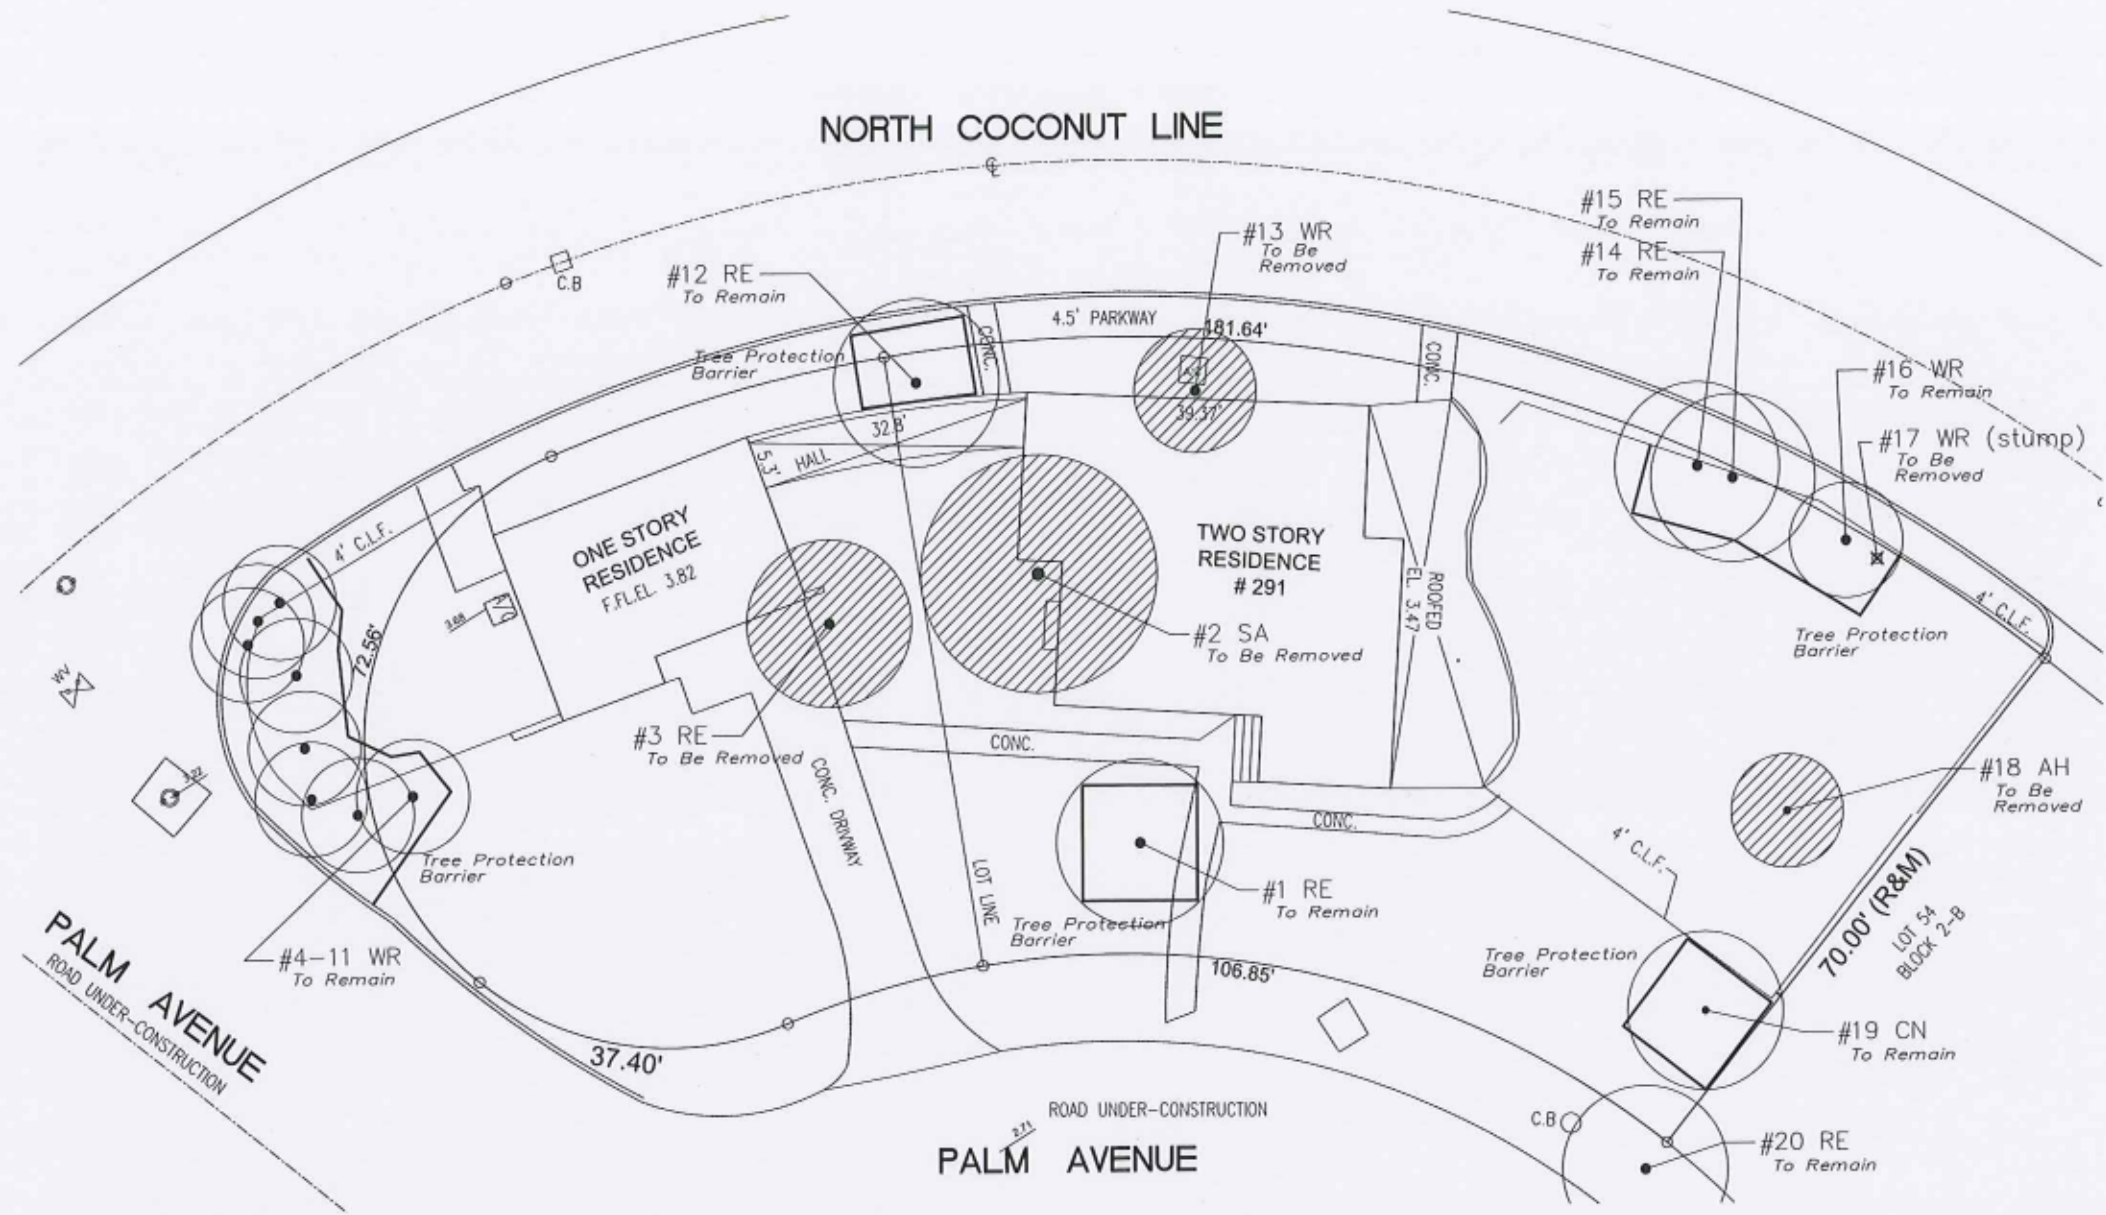 NORTH COCONUT LINE
℄
C.B
#12 RE
To Remain
#13 WR
To Be
Removed
#15 RE
To Remain
#14 RE
To Remain
4.5' PARKWAY
181.64'
CONC.
CONC.
Tree Protection
Barrier
39.37'
32.8'
5.3'
HALL
#16 WR
To Remain
#17 WR (stump)
To Be
Removed
4' C.L.F.
ONE STORY
RESIDENCE
F.FL.EL. 3.82
TWO STORY
RESIDENCE
# 291
ROOFED
EL. 3.47
A/C
3.68
72.56'
WV
4' C.L.F.
Tree Protection
Barrier
#2 SA
To Be Removed
#3 RE
To Be Removed
CONC.
CONC. DRIVWAY
CONC.
3.22
#18 AH
To Be
Removed
4' C.L.F.
Tree Protection
Barrier
LOT LINE
#1 RE
To Remain
Tree Protection
Barrier
70.00' (R&M)
LOT 54
BLOCK 2-B
#4-11 WR
To Remain
PALM AVENUE
ROAD UNDER-CONSTRUCTION
106.85'
Tree Protection
Barrier
#19 CN
To Remain
37.40'
ROAD UNDER-CONSTRUCTION
2.71
PALM AVENUE
C.B
#20 RE
To Remain